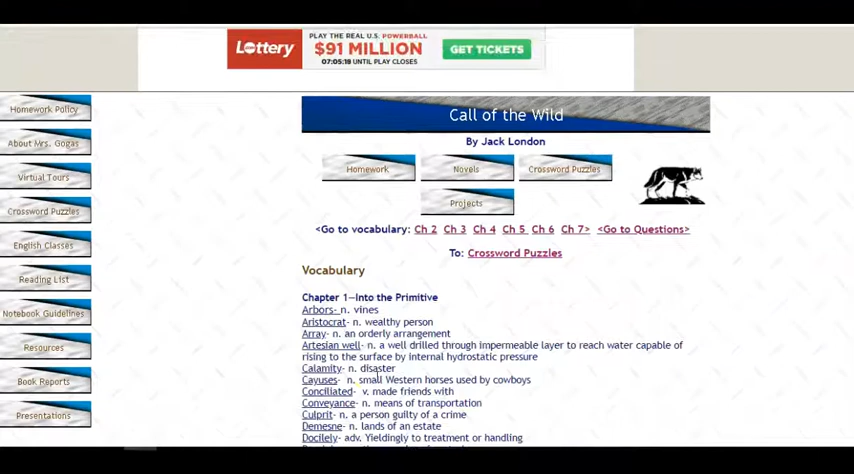 Lottery
PLAY THE REAL U.S. POWERBALL
$91 MILLION
07:05:18 UNTIL PLAY CLOSES
GET TICKETS
Homework Policy
About Mrs. Gogas
Virtual Tours
Crossword Puzzles
English Classes
Reading List
Notebook Guidelines
Resources
Book Reports
Presentations
Call of the Wild
By Jack London
Homework
Novels
Crossword Puzzles
Projects
<Go to vocabulary: Ch 2 Ch 3 Ch 4 Ch 5 Ch 6 Ch 7> <Go to Questions>
To: Crossword Puzzles
Vocabulary
Chapter 1—Into the Primitive
Arbors- n. vines
Aristocrat- n. wealthy person
Array- n. an orderly arrangement
Artesian well- n. a well drilled through impermeable layer to reach water capable of
rising to the surface by internal hydrostatic pressure
Calamity- n. disaster
Cayuses- n. small Western horses used by cowboys
Conciliated- v. made friends with
Conveyance- n. means of transportation
Culprit- n. a person guilty of a crime
Demesne- n. lands of an estate
Docilely- adv. Yieldingly to treatment or handling